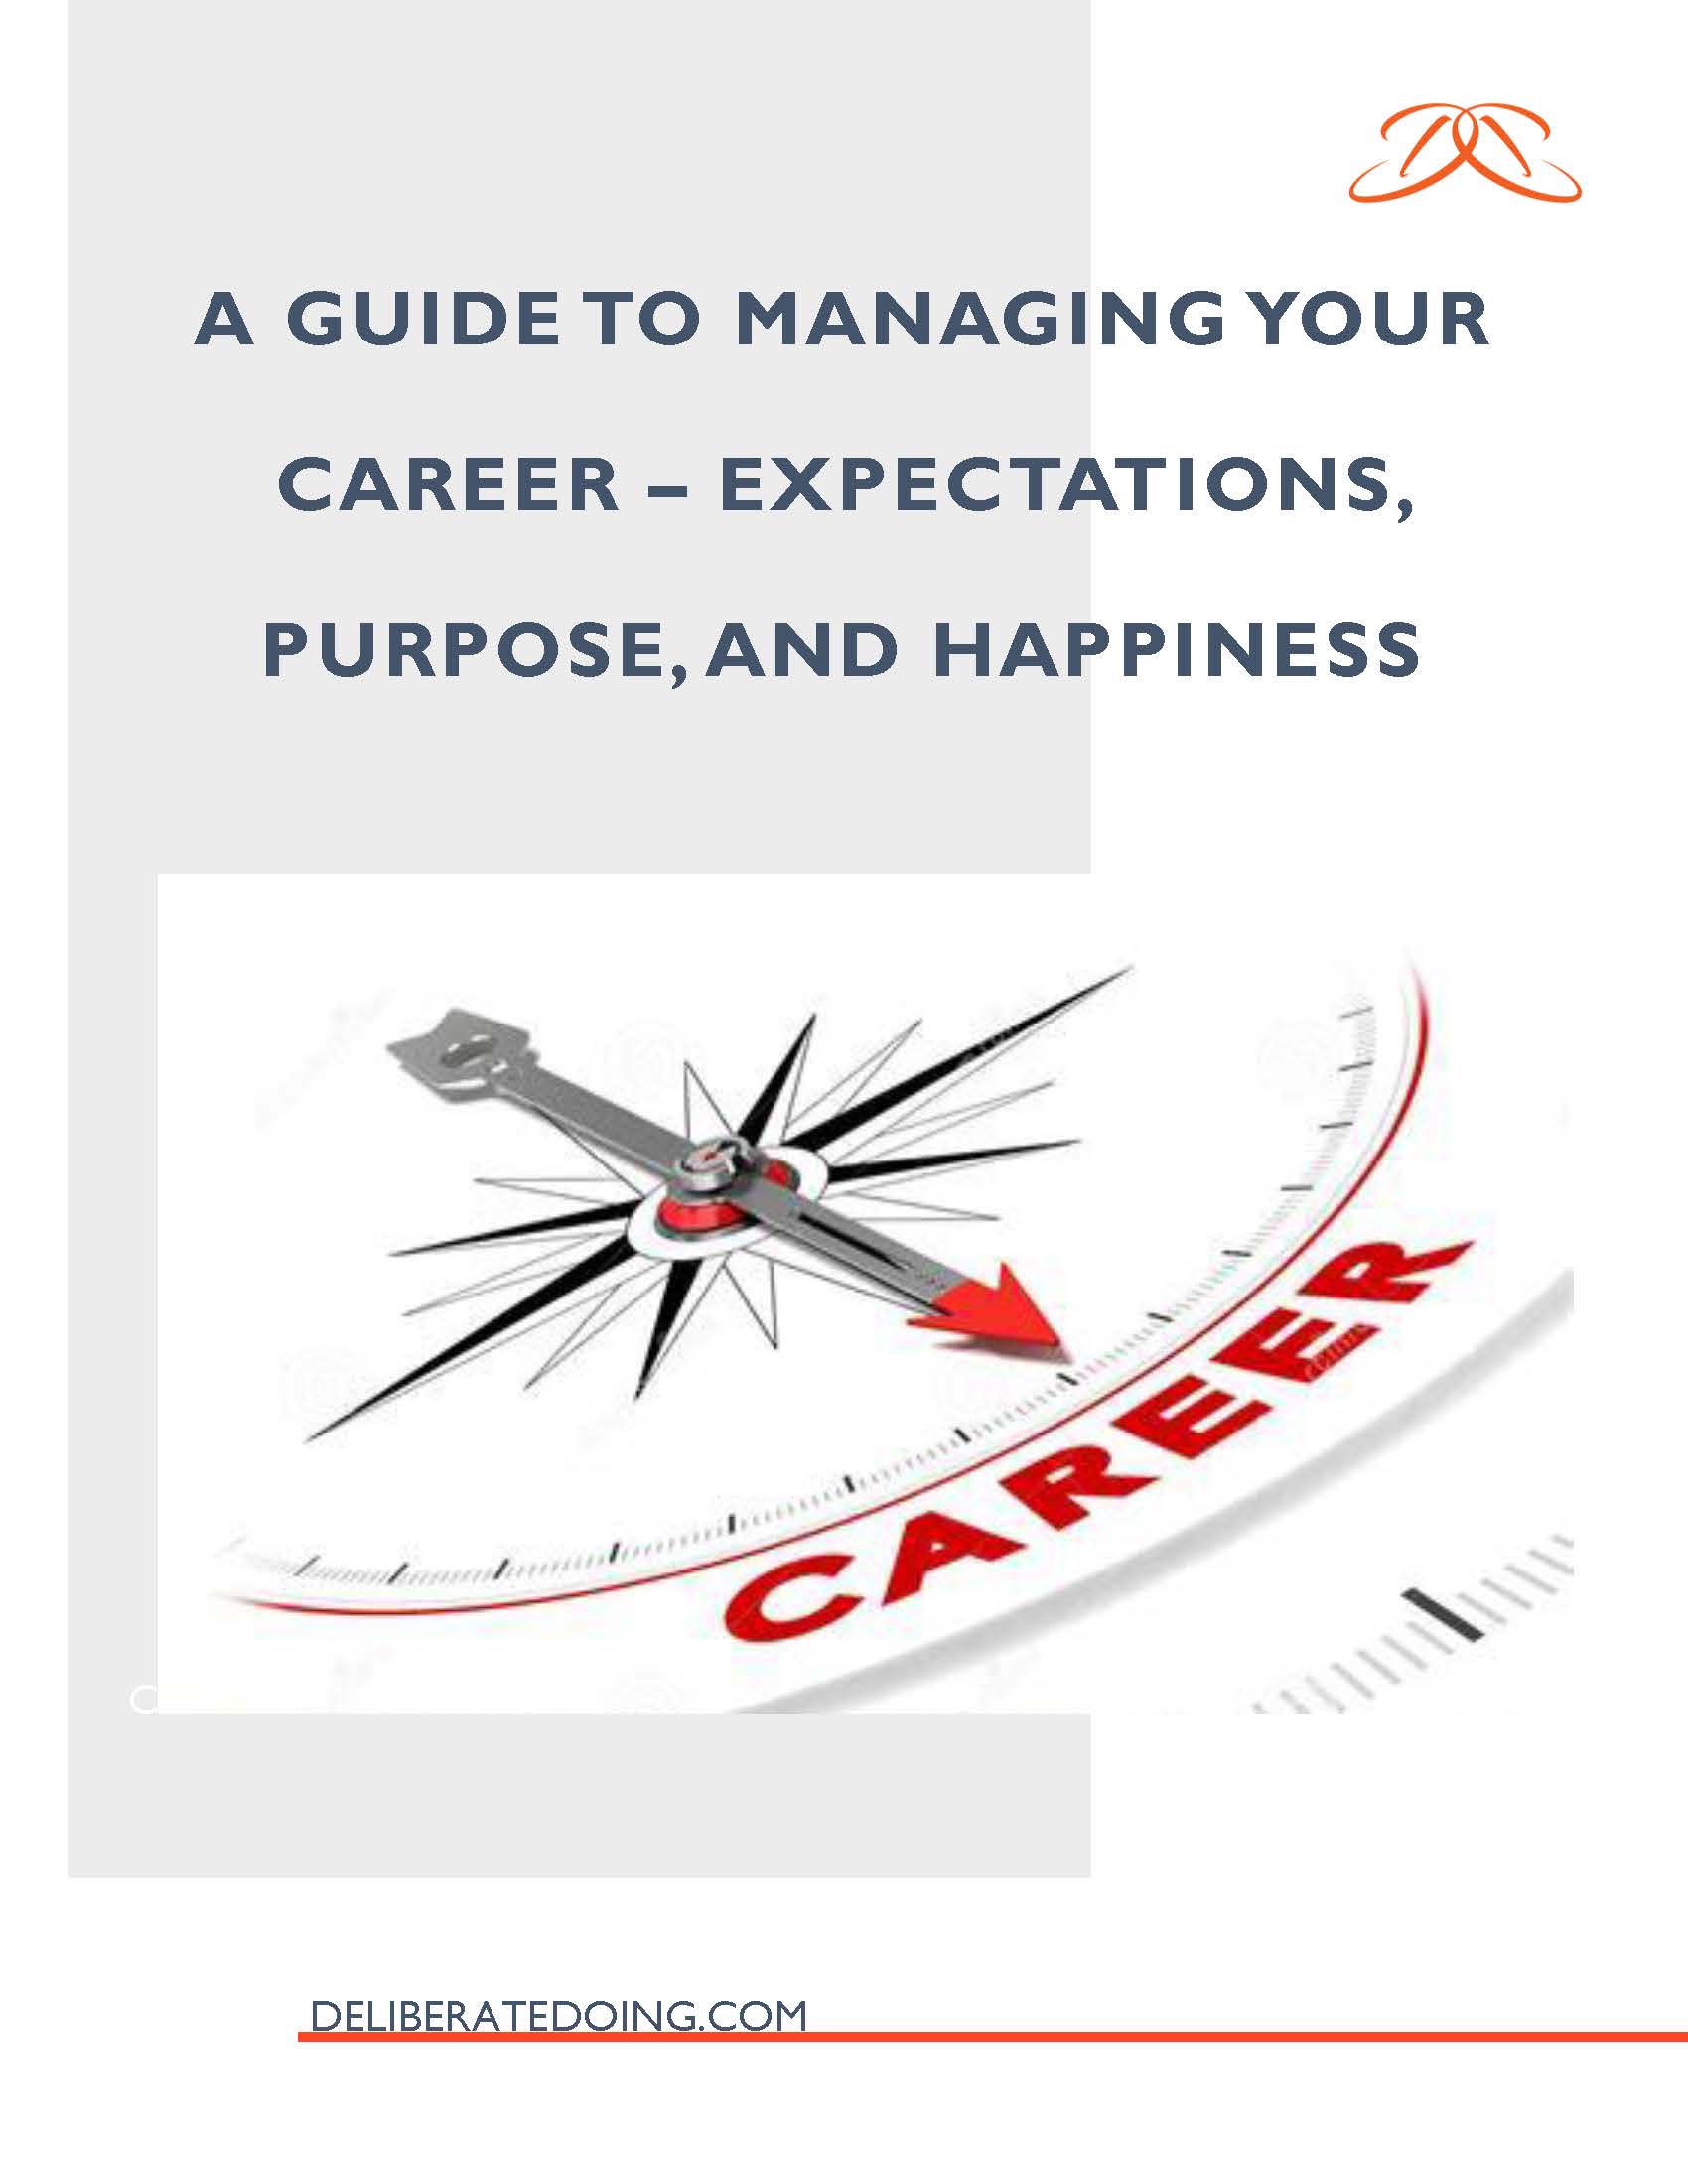 A GUIDE TO MANAGING YOUR
CAREER – EXPECTATIONS,
PURPOSE, AND HAPPINESS
CAREER
DELIBERATEDOING.COM